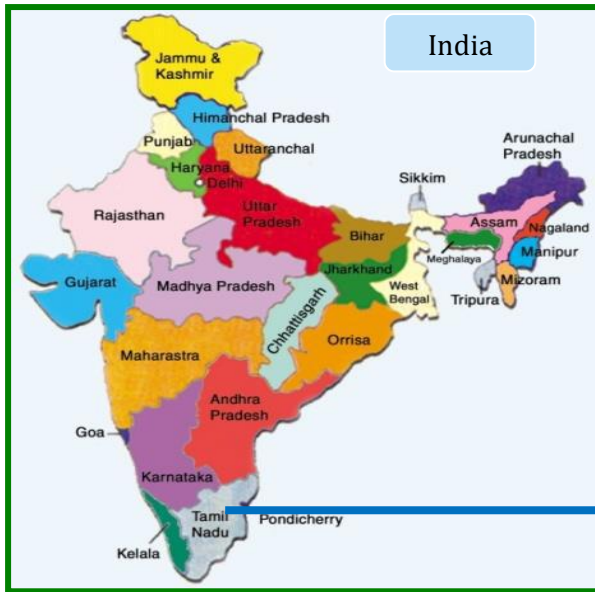 India
Jammu &
Kashmir
Himanchal Pradesh
Punjab
Uttaranchal
Haryana
Delhi
Arunachal
Pradesh
Sikkim
Rajasthan
Uttar
Pradesh
Bihar
Assam
Nagaland
Meghalaya
Manipur
Gujarat
Madhya Pradesh
Jharkhand
West
Bengal
Tripura
Mizoram
Chhattisgarh
Maharastra
Orrisa
Andhra
Pradesh
Goa
Karnataka
Tamil
Nadu
Pondicherry
Kelala